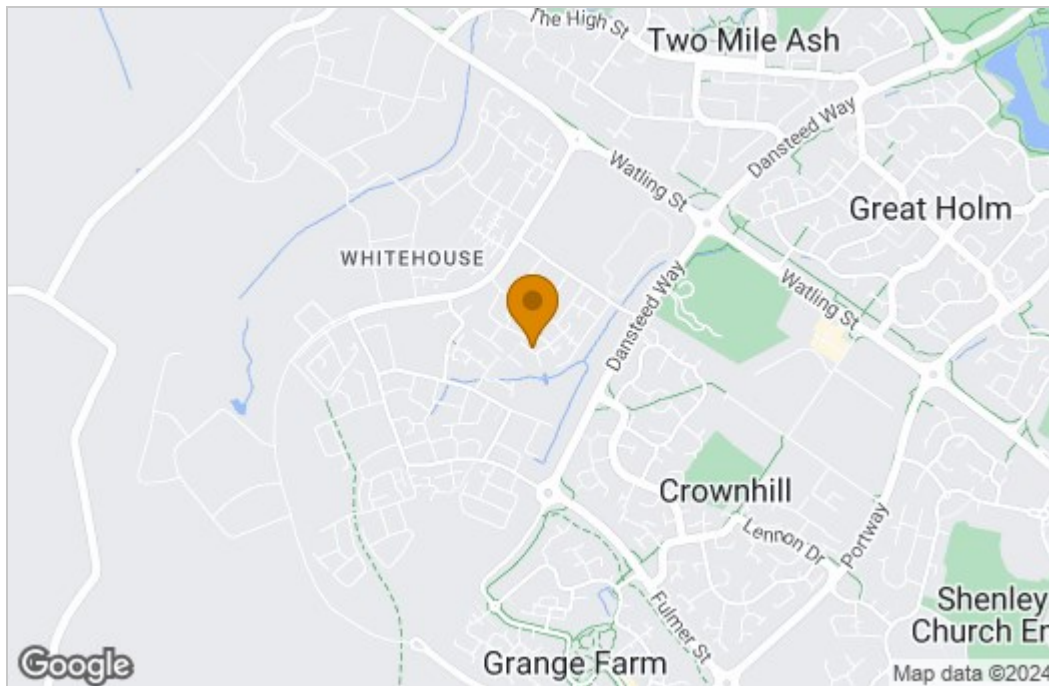 The High St
Two Mile Ash
Dansteed Way
Watling St
Great Holm
WHITEHOUSE
Dansteed Way
Watling St
Crownhill
Lennon Dr
Portway
Shenley
Church En
Fulmer St
Grange Farm
Google
Map data ©2024